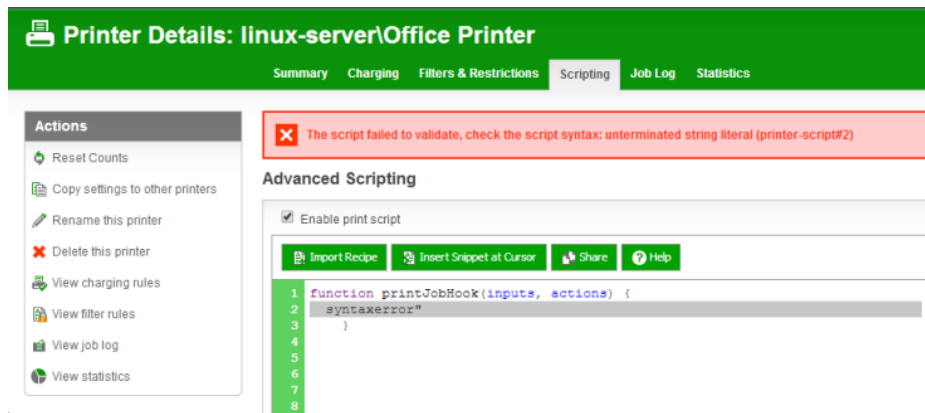 Printer Details: linux-server\Office Printer
Summary Charging Filters & Restrictions Scripting Job Log Statistics
Actions
Reset Counts
Copy settings to other printers
Rename this printer
Delete this printer
View charging rules
View filter rules
View job log
View statistics
The script failed to validate, check the script syntax: unterminated string literal (printer-script#2)
Advanced Scripting
Enable print script
Import Recipe Insert Snippet at Cursor Share Help
1 function printJobHook(inputs, actions) {
2 syntaxerror"
3 }
4
5
6
7
8